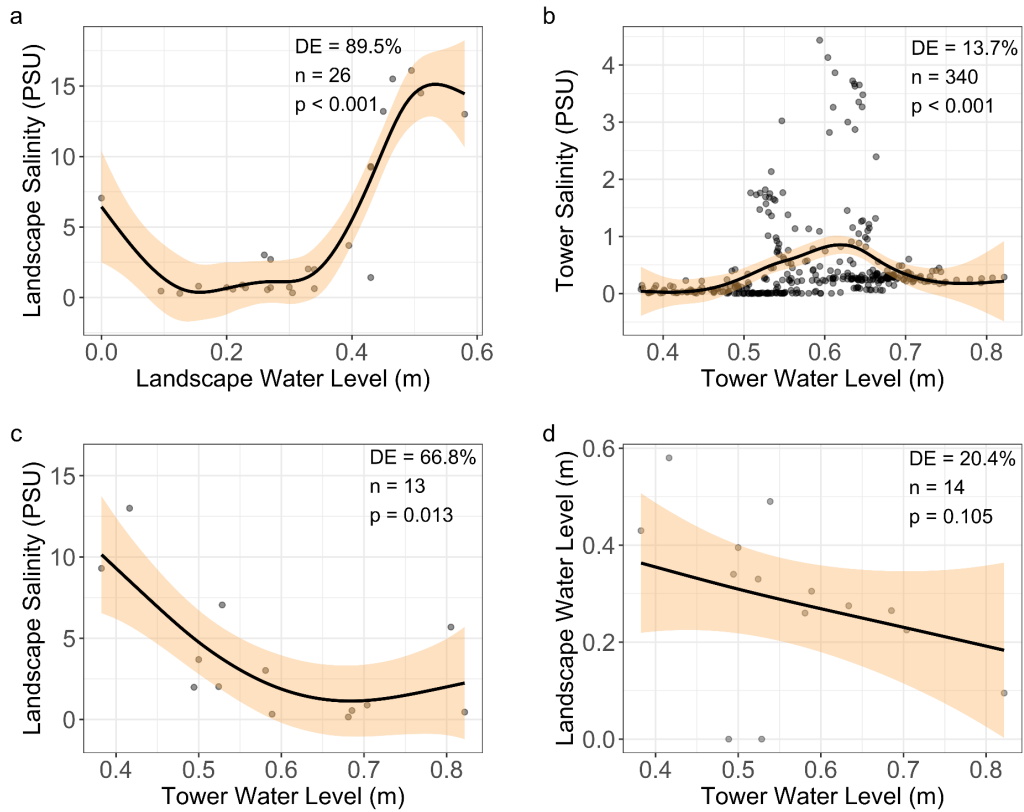 a
DE = 89.5%
n = 26
p < 0.001
Landscape Salinity (PSU)
15
10
5
0
0.0
0.2
0.4
0.6
Landscape Water Level (m)
b
DE = 13.7%
n = 340
p < 0.001
Tower Salinity (PSU)
4
3
2
1
0
0.4
0.5
0.6
0.7
0.8
Tower Water Level (m)
c
DE = 66.8%
n = 13
p = 0.013
Landscape Salinity (PSU)
15
10
5
0
0.4
0.5
0.6
0.7
0.8
Tower Water Level (m)
d
DE = 20.4%
n = 14
p = 0.105
Landscape Water Level (m)
0.6
0.4
0.2
0.0
0.4
0.5
0.6
0.7
0.8
Tower Water Level (m)